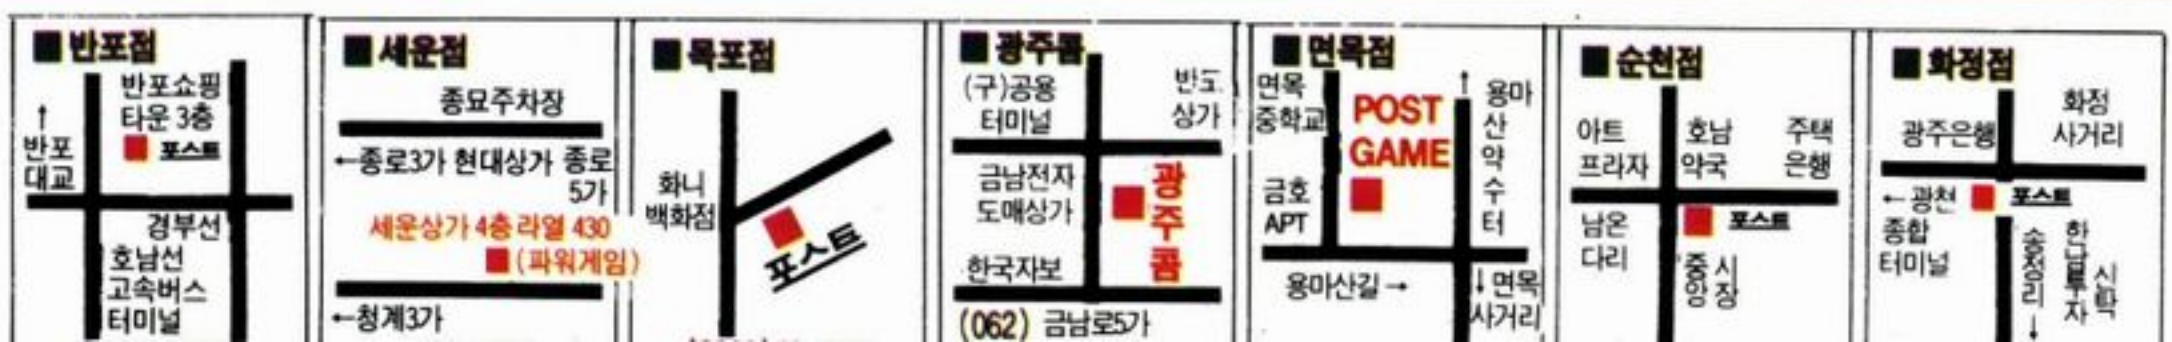 ■반포점
반포쇼핑
타운 3층
↑
반포
대교
포스트
경부선
호남선
고속버스
터미널
■세운점
종묘주차장
←종로3가 현대상가 종로
5가
세운상가 4층 라열 430
■(파워게임)
←청계3가
■목포점
화니
백화점
포스트
■광주콤
(구)공용
터미널
반도
상가
금남전자
도매상가
광
주
콤
한국자보
(062) 금남로5가
■면목점
면목
중학교
POST
GAME
↑
용마
산
약
수
터
금호
APT
용마산길→
↓면목
사거리
■순천점
아트
프라자
호남
약국
주택
은행
포스트
남온
다리
중앙
시장
■화정점
화정
사거리
광주은행
←광천
종합
터미널
포스트
송정리
↓
한남투자
신탁